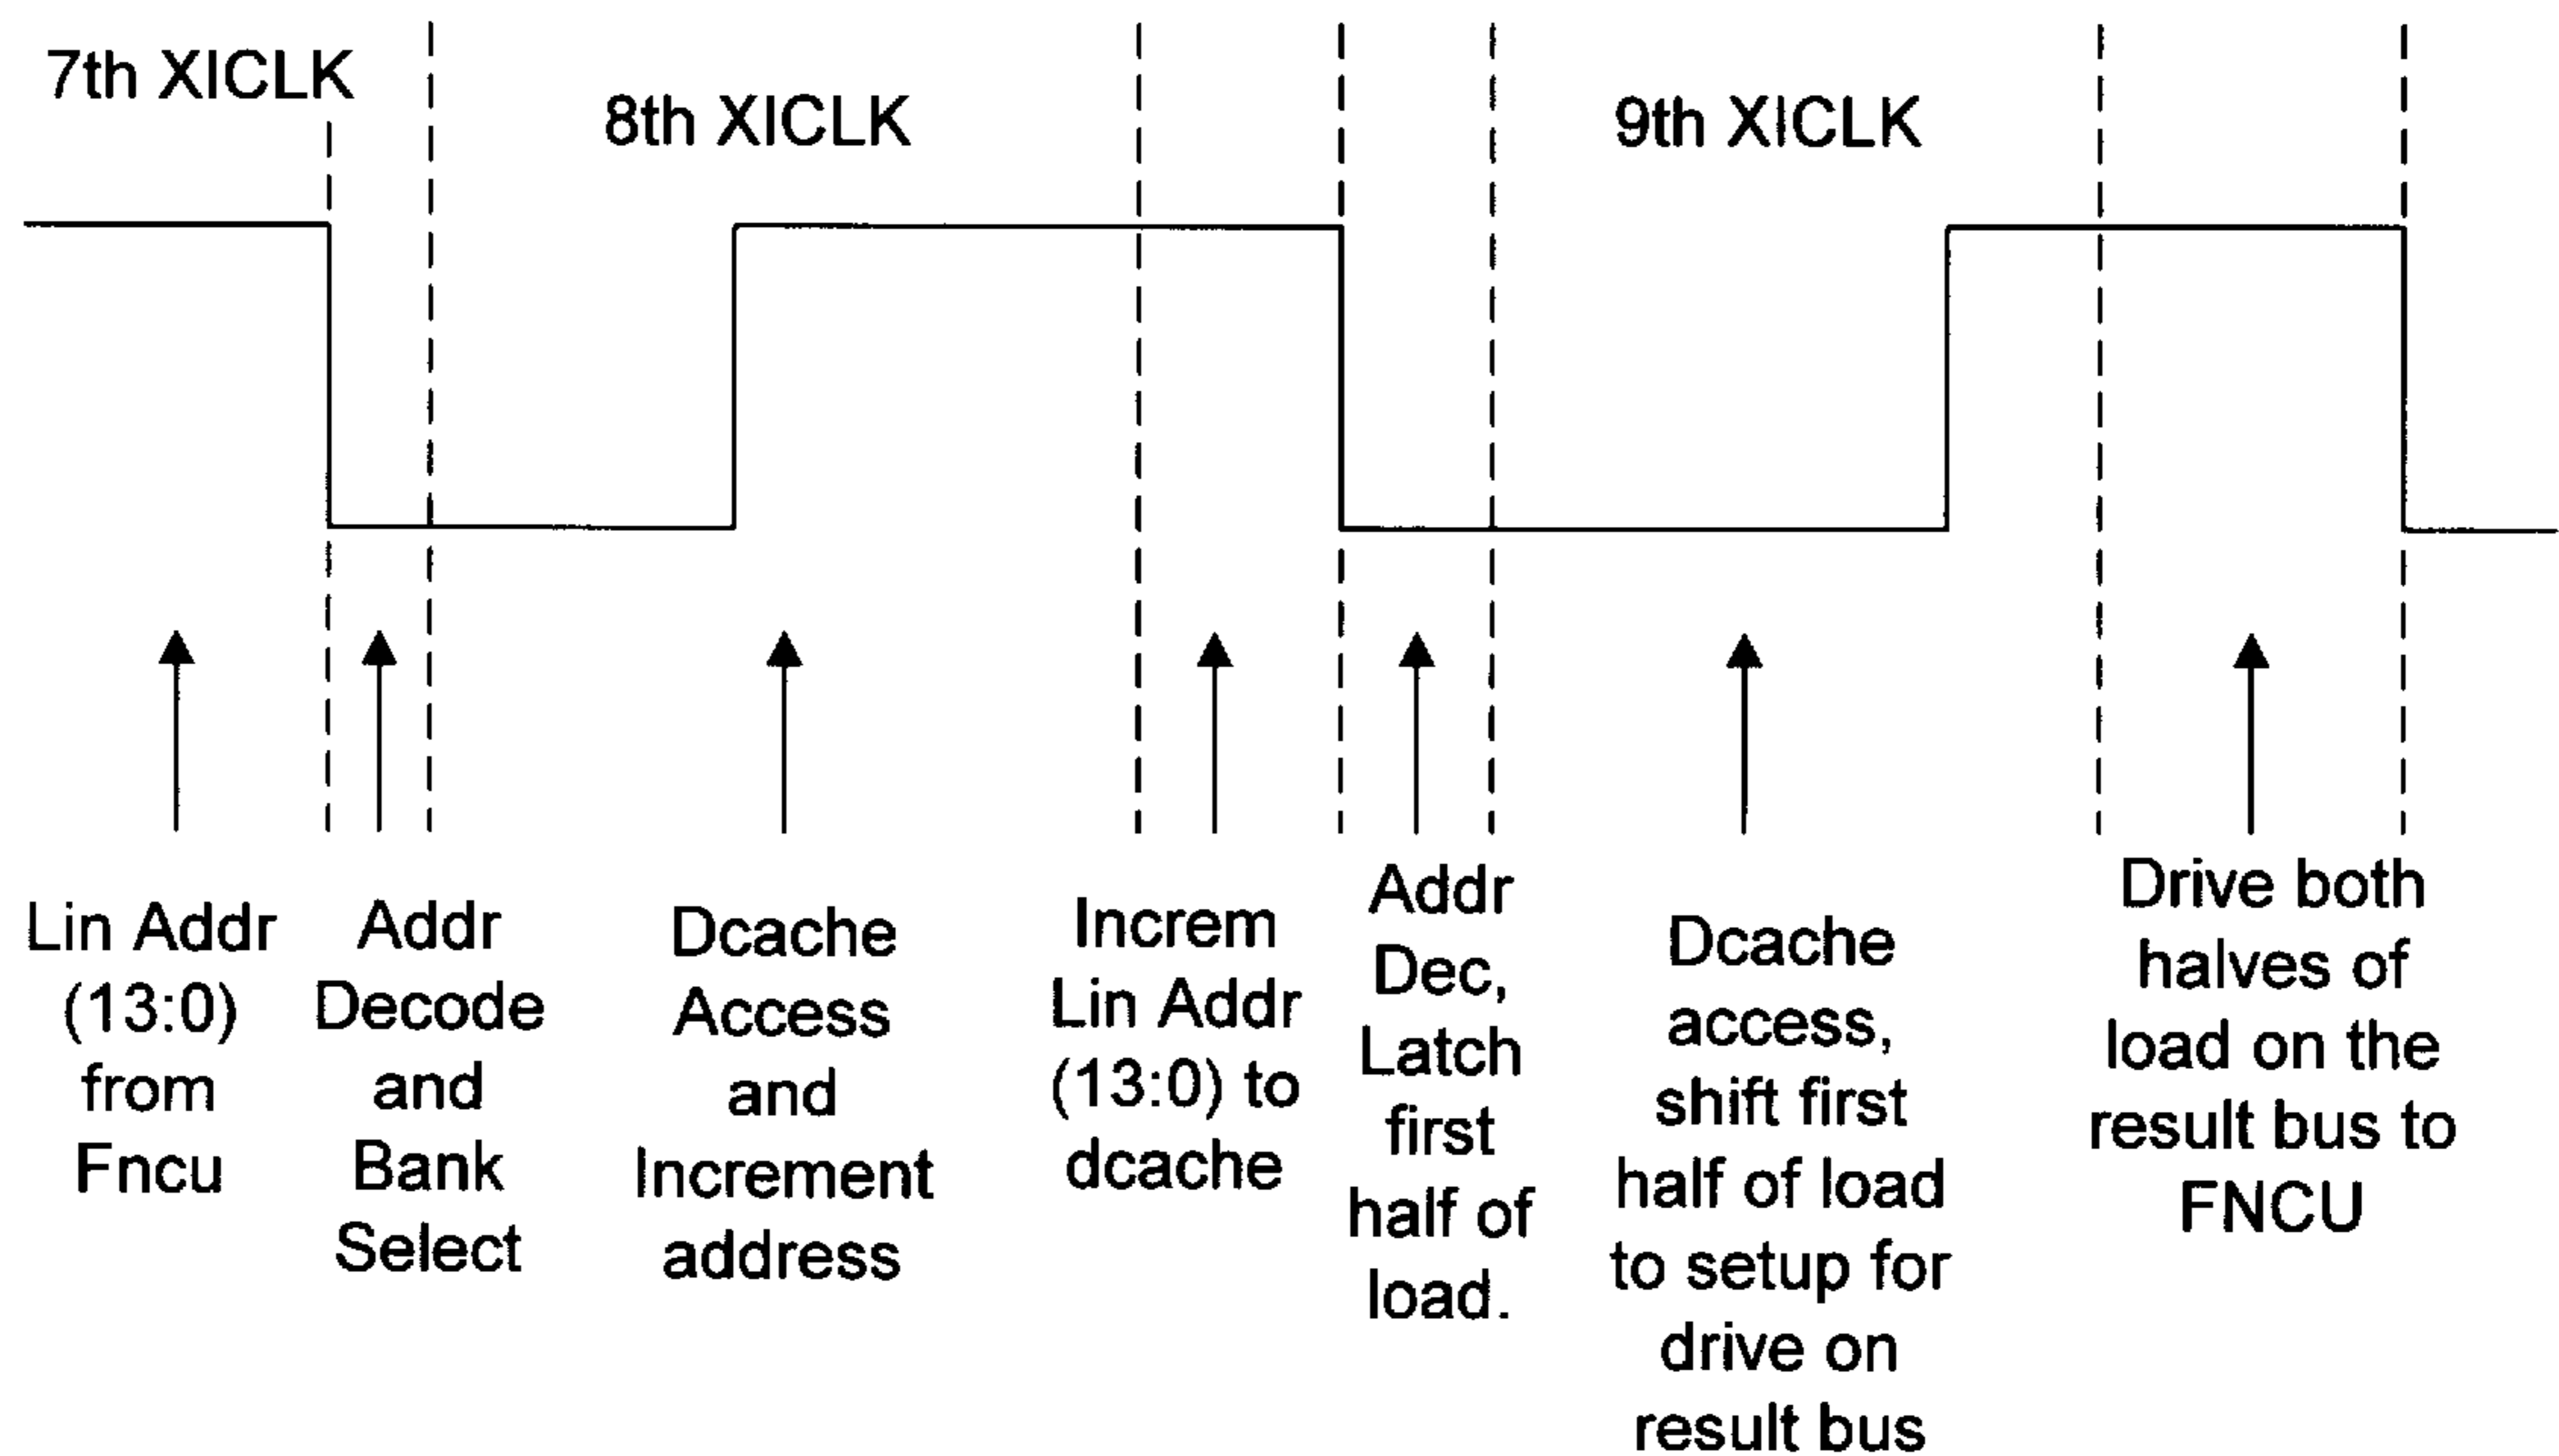 7th XICLK
8th XICLK
9th XICLK
Lin Addr
(13:0)
from
Fncu
Addr
Decode
and
Bank
Select
Dcache
Access
and
Increment
address
Increm
Lin Addr
(13:0) to
dcache
Addr
Dec,
Latch
first
half of
load.
Dcache
access,
shift first
half of load
to setup for
drive on
result bus
Drive both
halves of
load on the
result bus to
FNCU